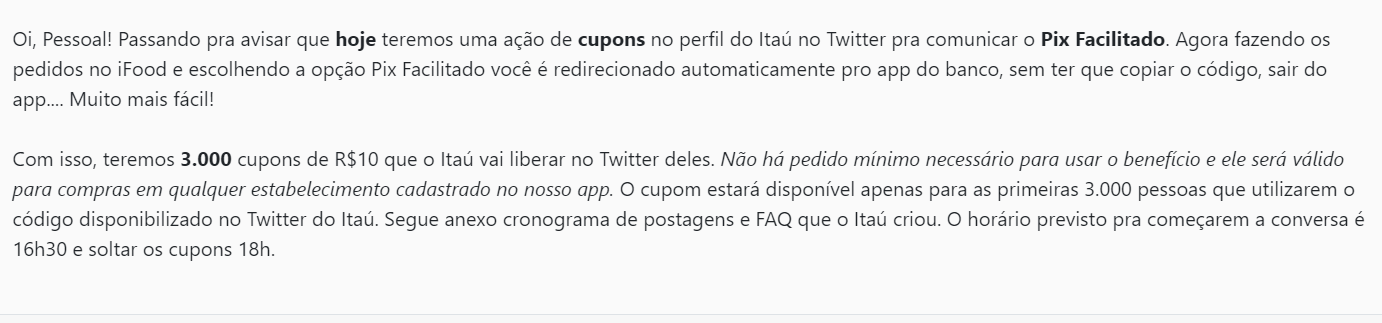 Oi, Pessoal! Passando pra avisar que hoje teremos uma ação de cupons no perfil do Itaú no Twitter pra comunicar o Pix Facilitado. Agora fazendo os
pedidos no iFood e escolhendo a opção Pix Facilitado você é redirecionado automaticamente pro app do banco, sem ter que copiar o código, sair do
app.... Muito mais fácil!
Com isso, teremos 3.000 cupons de R$10 que o Itaú vai liberar no Twitter deles. Não há pedido mínimo necessário para usar o benefício e ele será válido
para compras em qualquer estabelecimento cadastrado no nosso app. O cupom estará disponível apenas para as primeiras 3.000 pessoas que utilizarem o
código disponibilizado no Twitter do Itaú. Segue anexo cronograma de postagens e FAQ que o Itaú criou. O horário previsto pra começarem a conversa é
16h30 e soltar os cupons 18h.